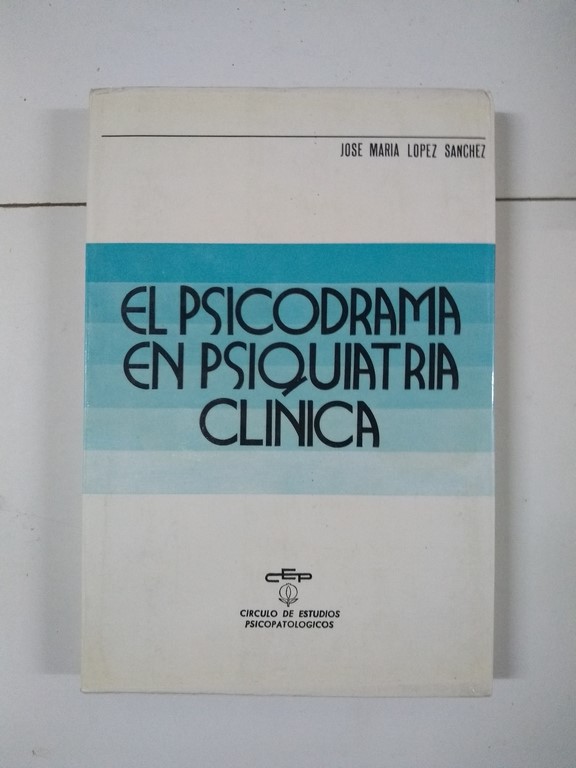 JOSE MARIA LOPEZ SANCHEZ
EL PSICODRAMA
EN PSIQUIATRIA
CLINICA
CEP
CIRCULO DE ESTUDIOS
PSICOPATOLOGICOS